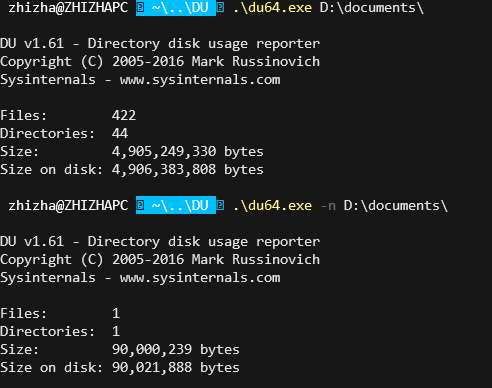 zhizha@ZHIZHAPC ~\..\DU .\du64.exe D:\documents\
DU v1.61 - Directory disk usage reporter
Copyright (C) 2005-2016 Mark Russinovich
Sysinternals - www.sysinternals.com
Files: 422
Directories: 44
Size: 4,905,249,330 bytes
Size on disk: 4,906,383,808 bytes
zhizha@ZHIZHAPC ~\..\DU .\du64.exe -n D:\documents\
DU v1.61 - Directory disk usage reporter
Copyright (C) 2005-2016 Mark Russinovich
Sysinternals - www.sysinternals.com
Files: 1
Directories: 1
Size: 90,000,239 bytes
Size on disk: 90,021,888 bytes